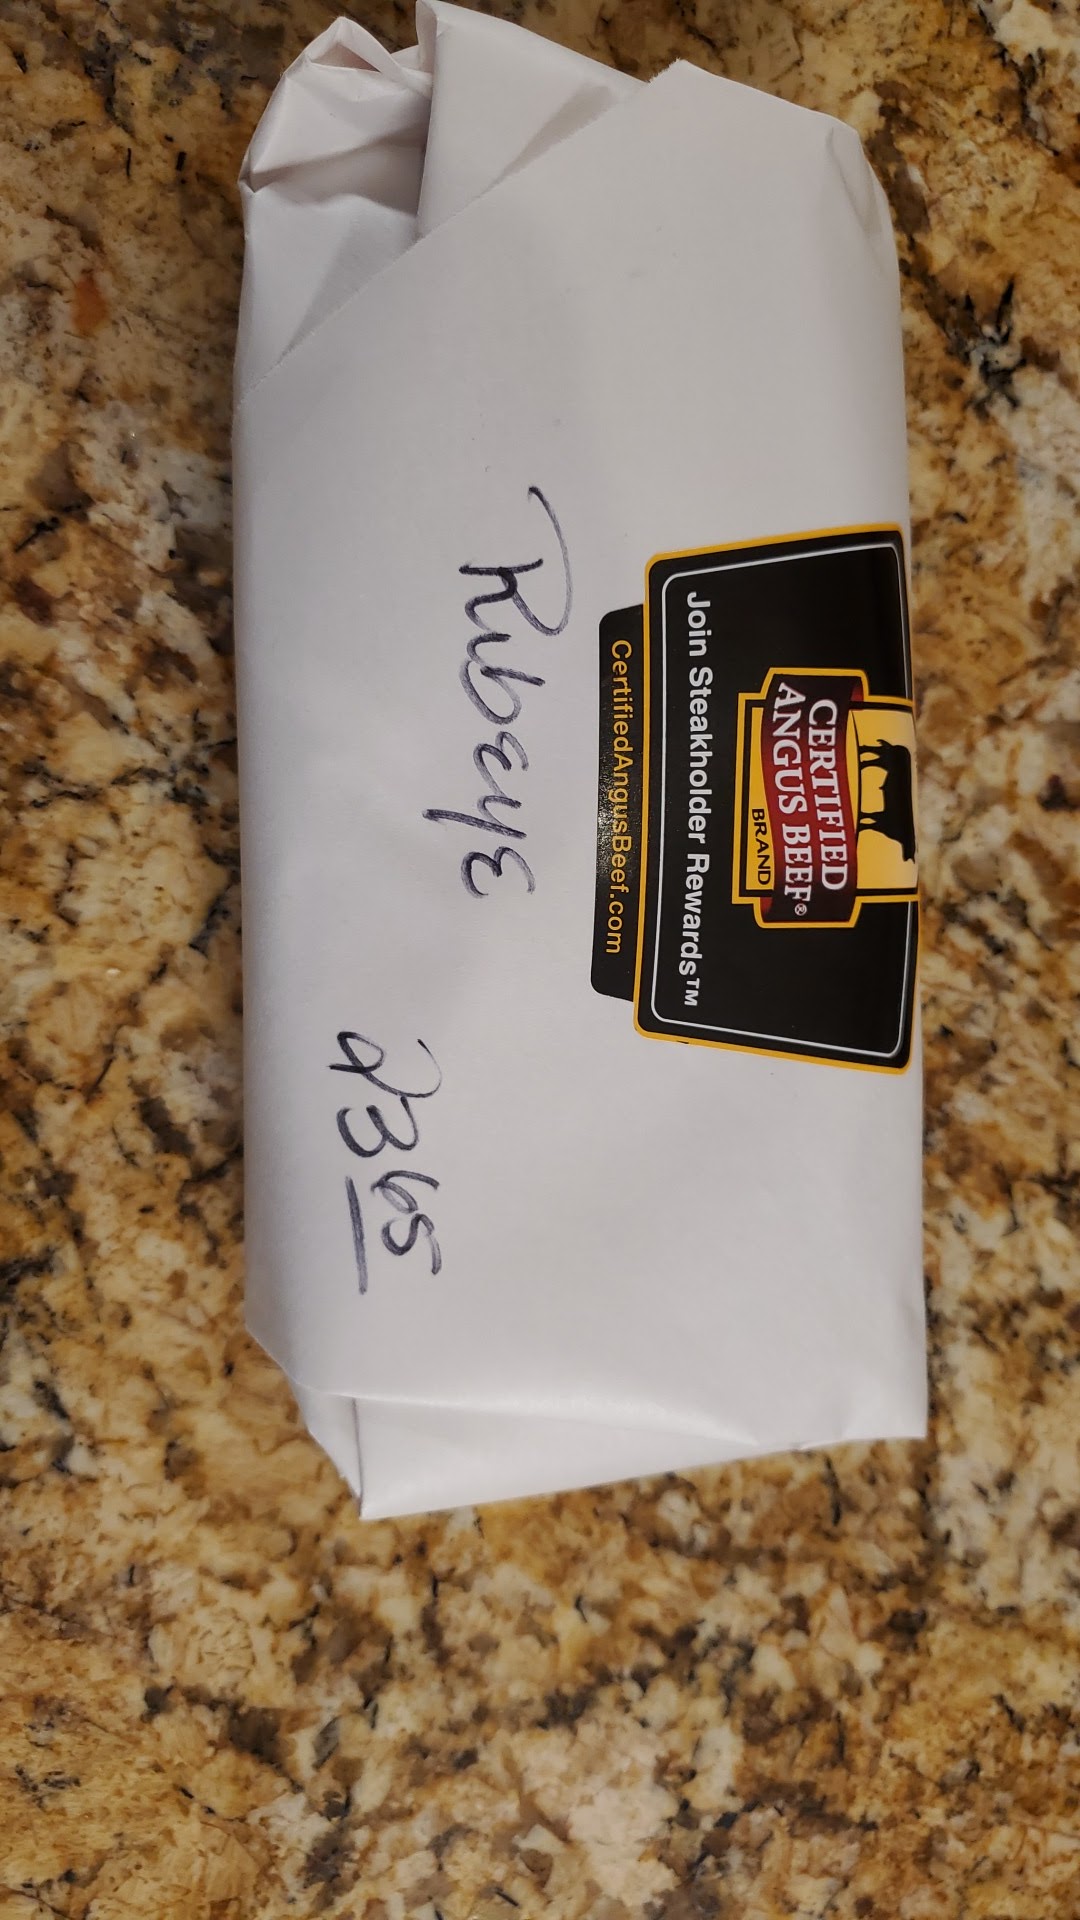 CERTIFIED
ANGUS BEEF®
BRAND
Join Steakholder Rewards™
CertifiedAngusBeef.com
RibEYE
2365